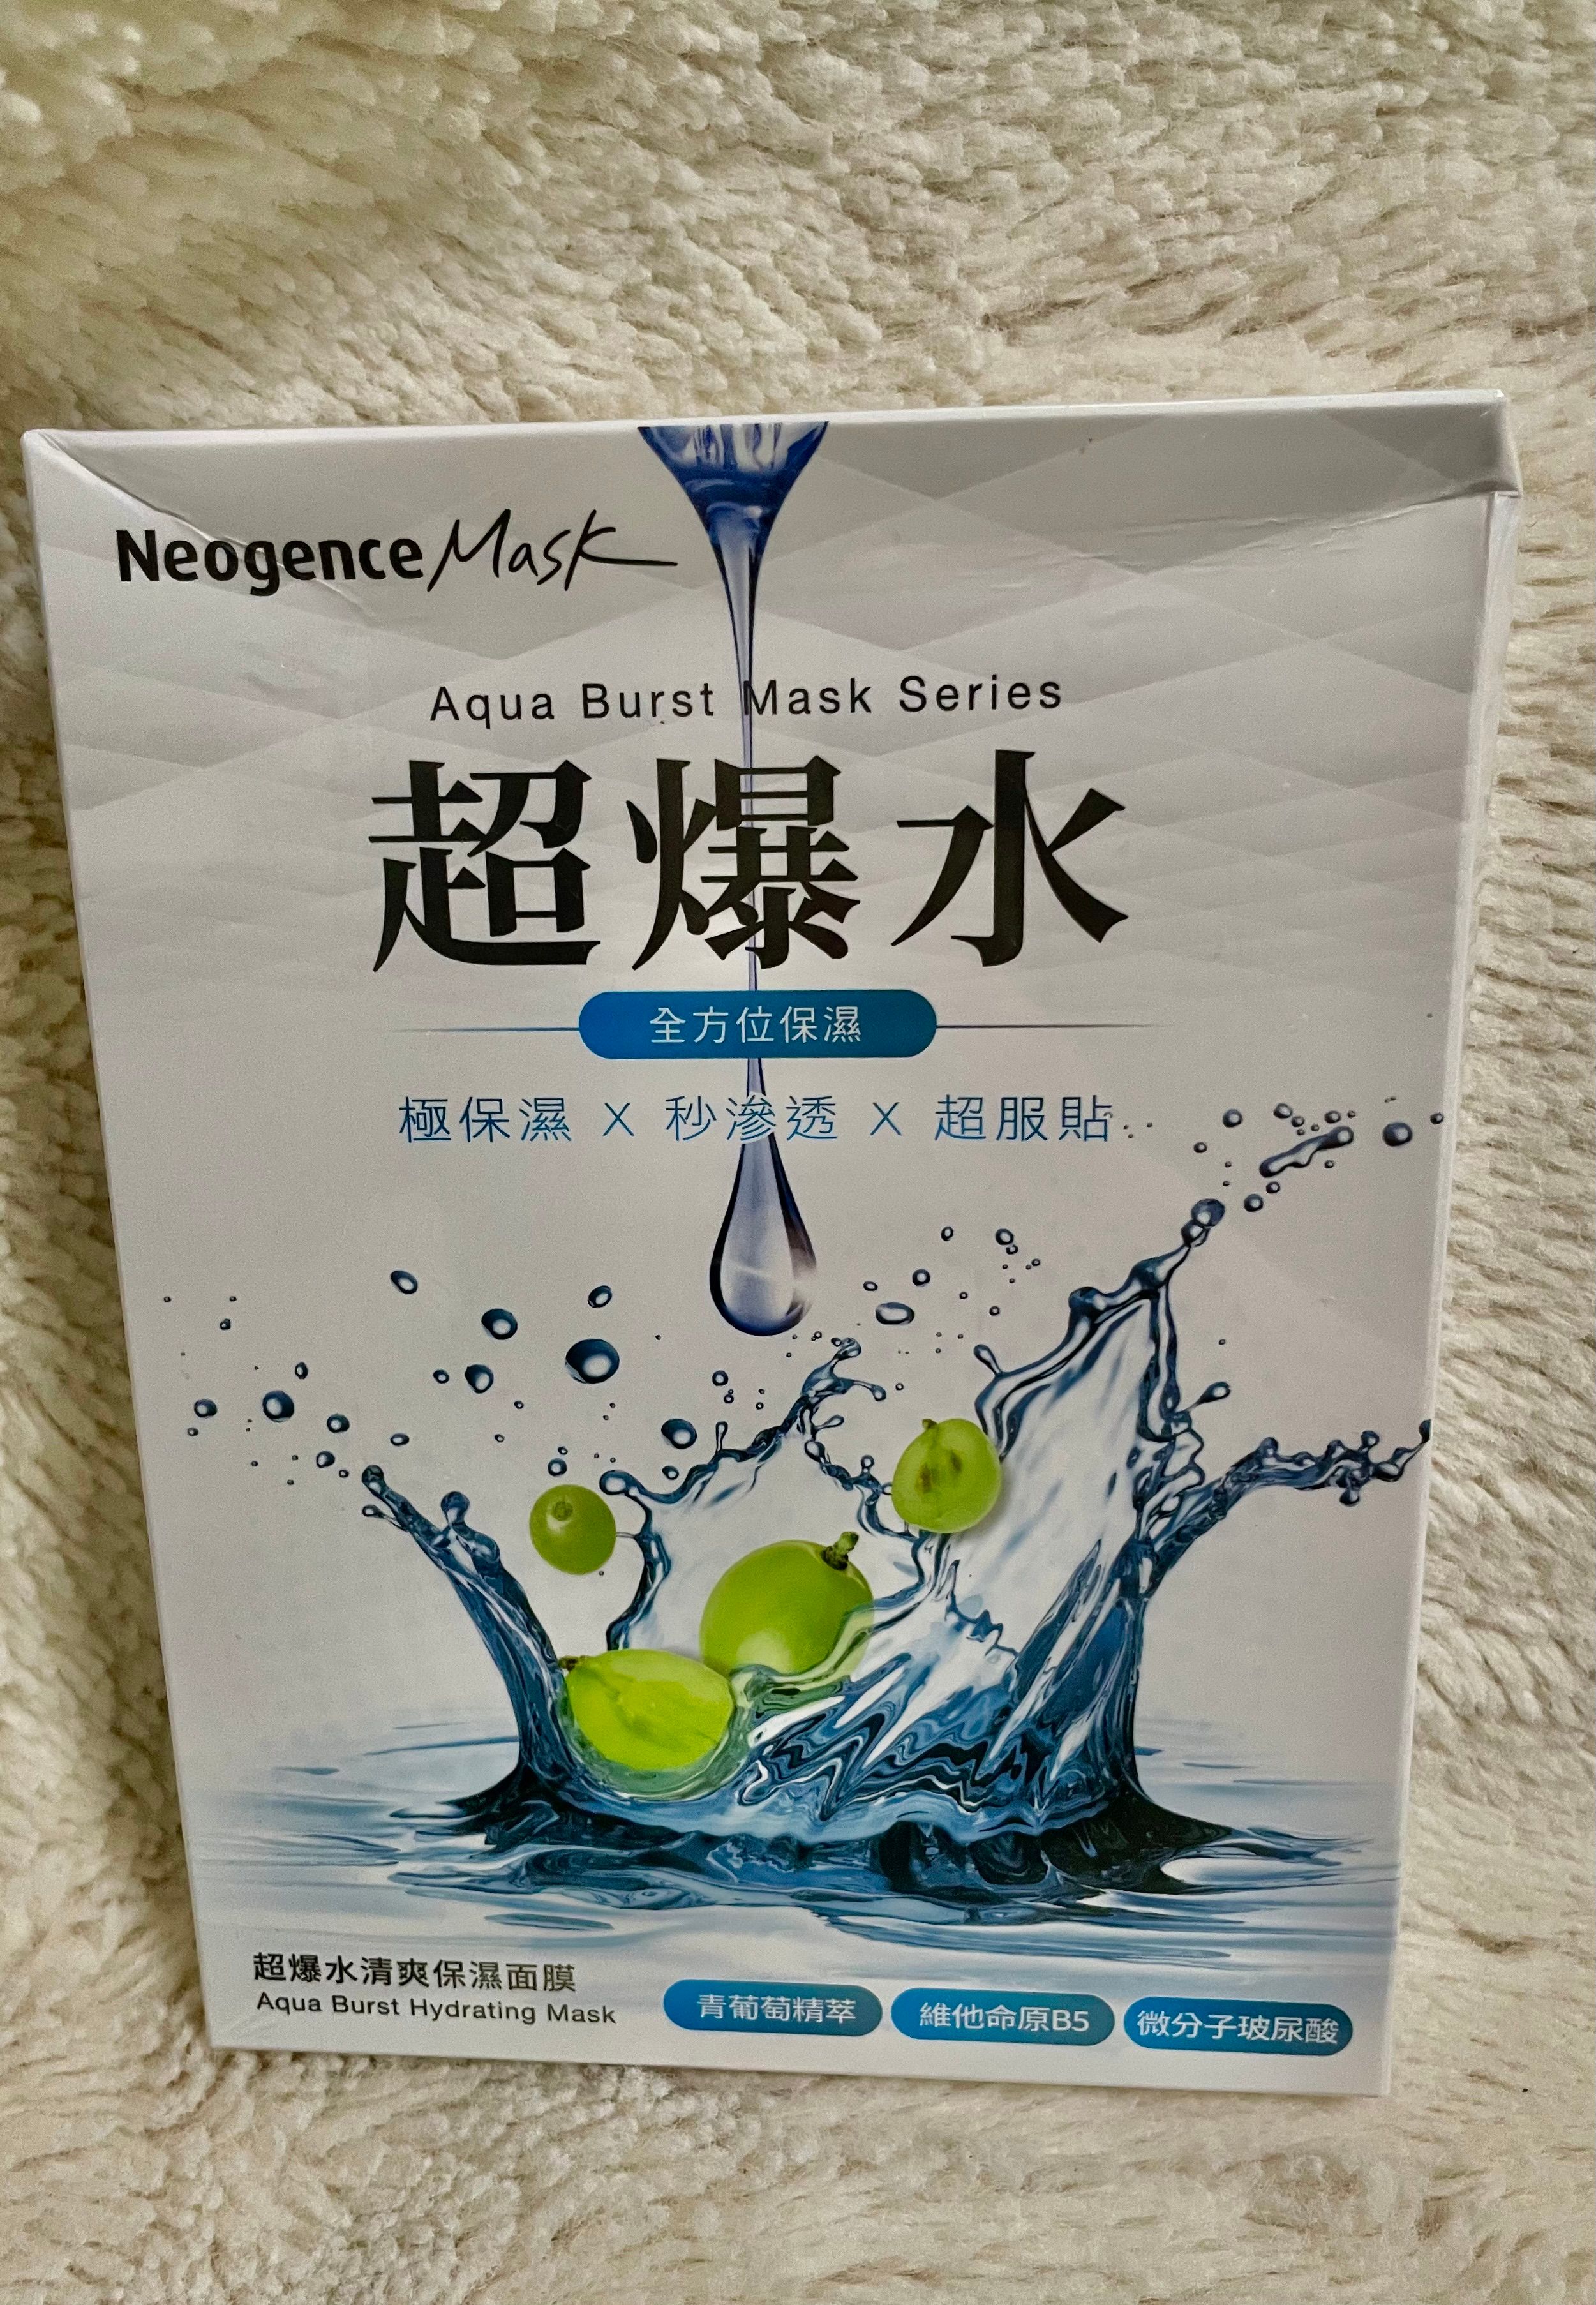 Neogence Mask
Aqua Burst Mask Series
超爆水
全方位保濕
極保濕 X 秒滲透 X 超服貼
超爆水清爽保濕面膜
Aqua Burst Hydrating Mask
青葡萄精萃
維他命原B5
微分子玻尿酸